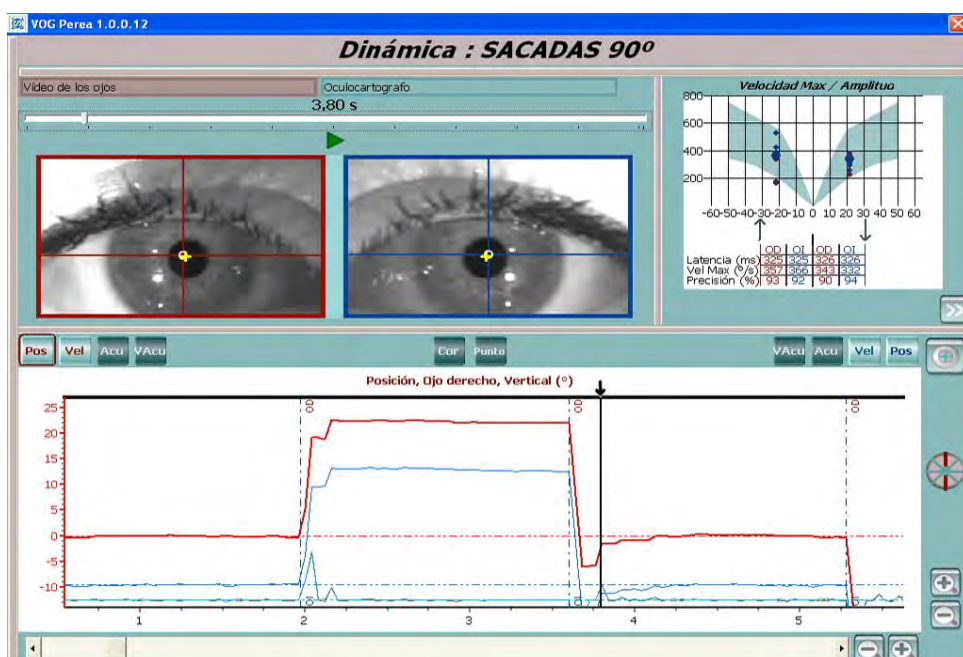 VOG Perea 1.0.0.12
Dinámica : SACADAS 90º
Vídeo de los ojos
Oculocartografo
3,80 s
Velocidad Max / Amplitud
800
600
400
200
-60-50-40-30-20-10 0 10 20 30 40 50 60
OD OI OD OI
Latencia (ms) 325 325 326 326
Vel Max (º/s) 357 366 343 332
Precisión (%) 93 92 90 94
>>
Pos Vel Acu VAcu Cor Punto VAcu Acu Vel Pos
Posición, Ojo derecho, Vertical (°)
25
20
15
10
5
0
-5
-10
OD OD OD
OI OI OI
1 2 3 4 5